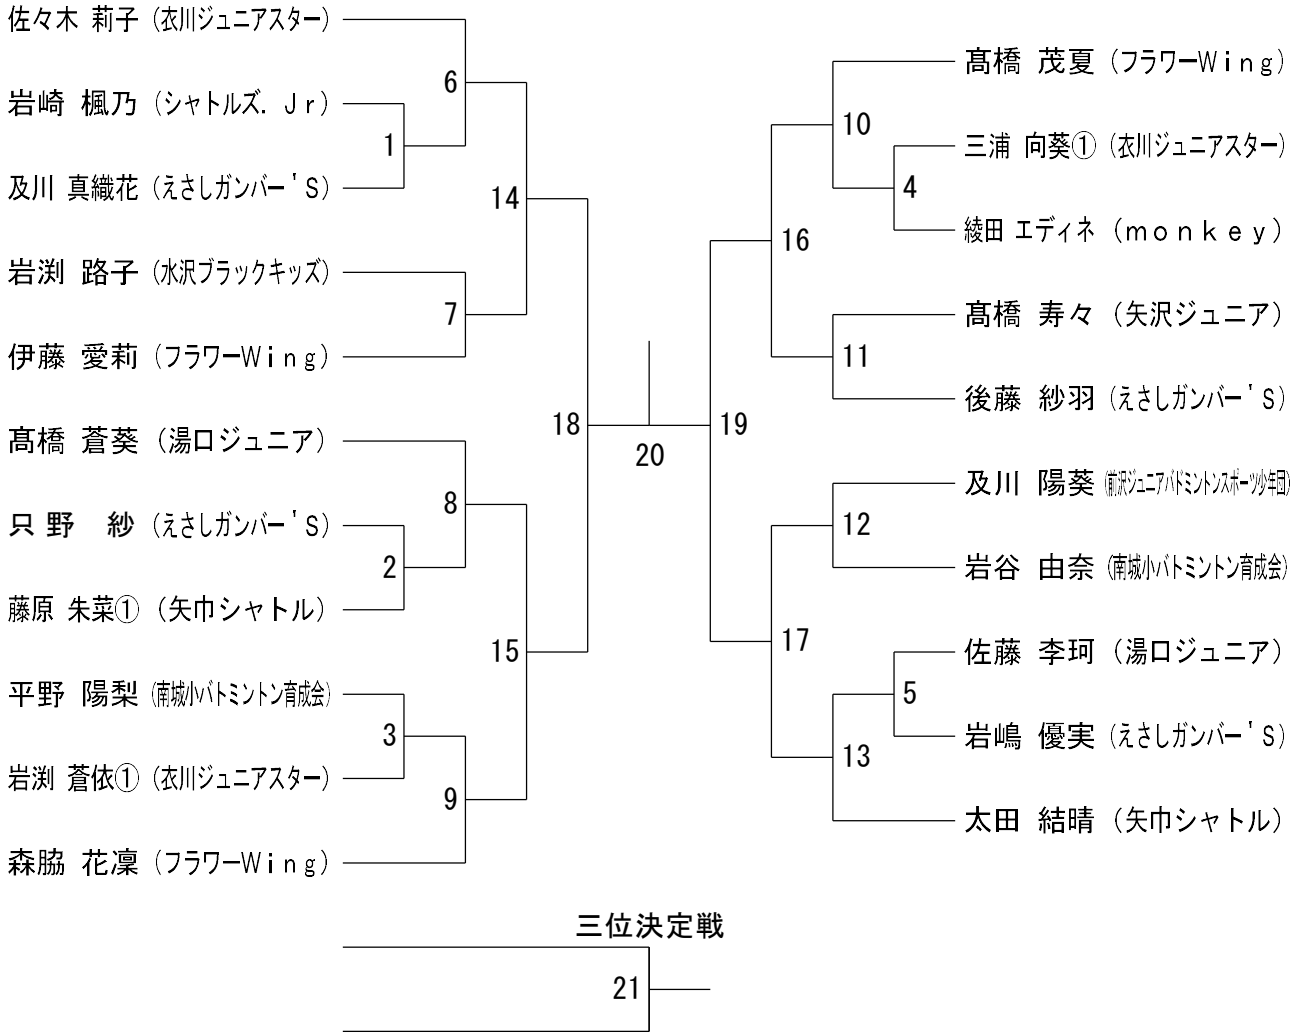 佐々木 莉子（衣川ジュニアスター）
岩崎 楓乃（シャトルズ．Ｊｒ）
及川 真織花（えさしガンバー'Ｓ）
岩渕 路子（水沢ブラックキッズ）
伊藤 愛莉（フラワーＷｉｎｇ）
髙橋 蒼葵（湯口ジュニア）
只野　紗（えさしガンバー'Ｓ）
藤原 朱菜①（矢巾シャトル）
平野 陽梨（南城小バトミントン育成会）
岩渕 蒼依①（衣川ジュニアスター）
森脇 花凜（フラワーＷｉｎｇ）
1
2
3
6
7
8
9
14
15
18
20
19
16
17
10
11
12
13
4
5
髙橋 茂夏（フラワーＷｉｎｇ）
三浦 向葵①（衣川ジュニアスター）
綾田 エディネ（ｍｏｎｋｅｙ）
髙橋 寿々（矢沢ジュニア）
後藤 紗羽（えさしガンバー'Ｓ）
及川 陽葵（前沢ジュニアバドミントンスポーツ少年団）
岩谷 由奈（南城小バトミントン育成会）
佐藤 李珂（湯口ジュニア）
岩嶋 優実（えさしガンバー'Ｓ）
太田 結晴（矢巾シャトル）
三位決定戦
21